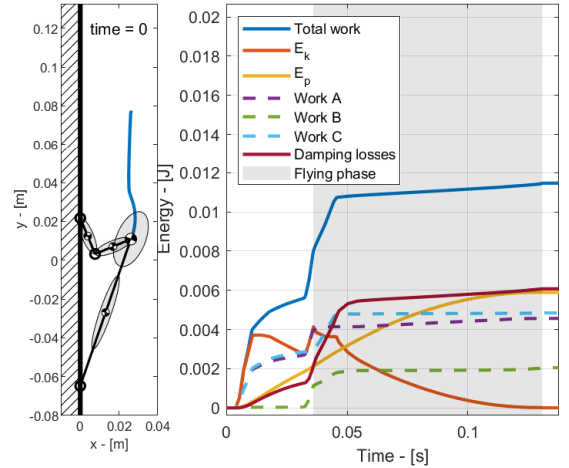 time = 0
y - [m]
0.12
0.1
0.08
0.06
0.04
0.02
0
-0.02
-0.04
-0.06
-0.08
0
0.02
0.04
x - [m]
Energy - [J]
0.02
0.018
0.016
0.014
0.012
0.01
0.008
0.006
0.004
0.002
0
0
0.05
0.1
Time - [s]
Total work
E_k
E_p
Work A
Work B
Work C
Damping losses
Flying phase